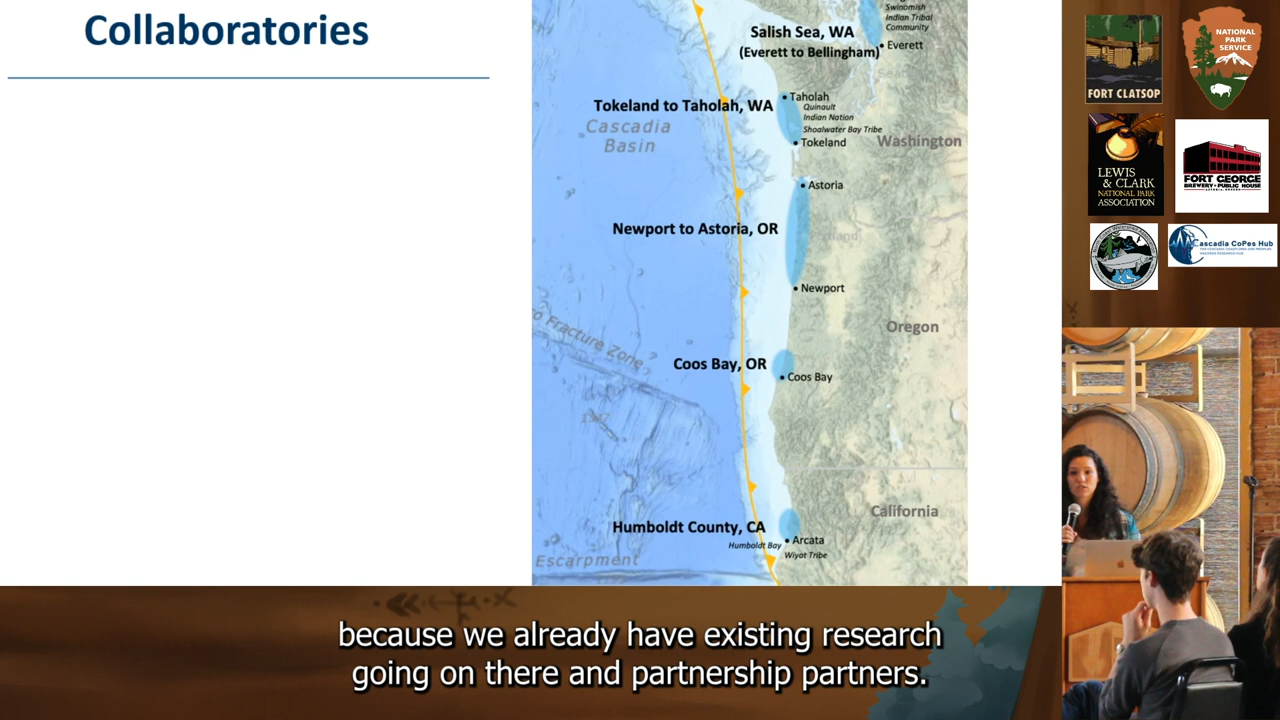 Collaboratories
Swinomish
Indian Tribal
Community
Salish Sea, WA
(Everett to Bellingham)
Everett
Taholah
Tokeland to Taholah, WA
Quinault
Indian Nation
Cascadia
Basin
Shoalwater Bay Tribe
Tokeland
Washington
Astoria
Newport to Astoria, OR
Newport
Fracture Zone ?
Oregon
Coos Bay, OR
Coos Bay
California
Humboldt County, CA
Arcata
Humboldt Bay
Wiyot Tribe
Escarpment
FORT CLATSOP
NATIONAL
PARK
SERVICE
LEWIS
& CLARK
NATIONAL PARK
ASSOCIATION
FORT GEORGE
BREWERY + PUBLIC HOUSE
ASTORIA, OREGON
Cascadia CoPes Hub
because we already have existing research
going on there and partnership partners.